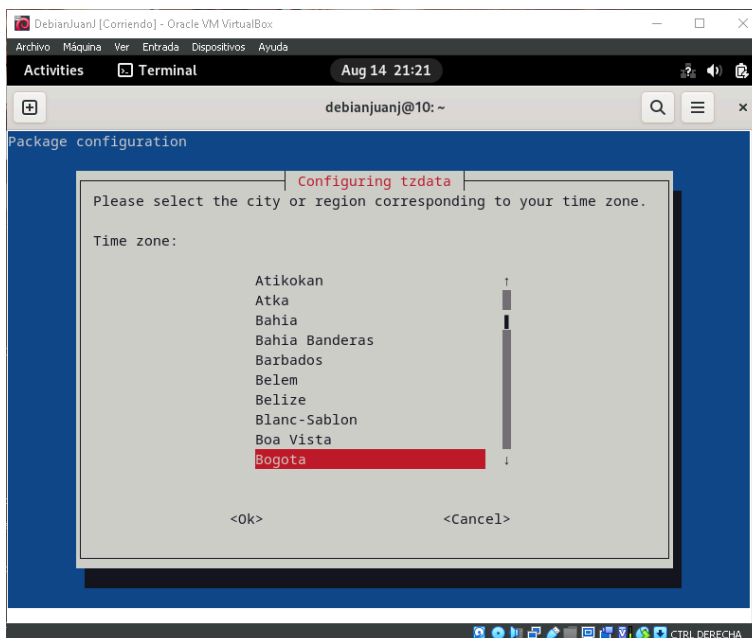 DebianJuanJ [Corriendo] - Oracle VM VirtualBox
Archivo Máquina Ver Entrada Dispositivos Ayuda
Activities Terminal Aug 14 21:21
debianjuanj@10: ~
Package configuration
Configuring tzdata
Please select the city or region corresponding to your time zone.
Time zone:
Atikokan
Atka
Bahia
Bahia Banderas
Barbados
Belem
Belize
Blanc-Sablon
Boa Vista
Bogota
<Ok> <Cancel>
CTRL DERECHA